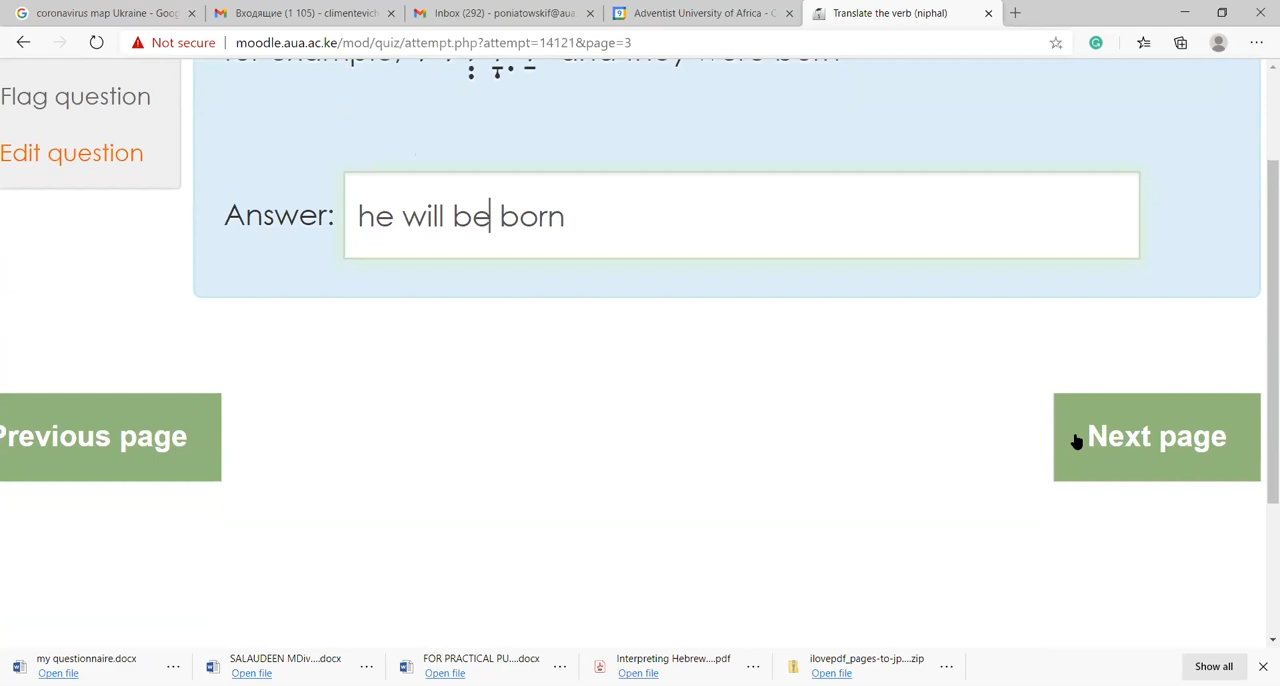 coronavirus map Ukraine - Goog
Входящие (1 105) - climentevich
Inbox (292) - poniatowskif@aua
Adventist University of Africa - C
Translate the verb (niphal)
Not secure
moodle.aua.ac.ke/mod/quiz/attempt.php?attempt=14121&page=3
Flag question
Edit question
Answer: he will be born
Previous page
Next page
my questionnaire.docx
Open file
SALAUDEEN MDiv....docx
Open file
FOR PRACTICAL PU....docx
Open file
Interpreting Hebrew....pdf
Open file
ilovepdf_pages-to-jp....zip
Open file
Show all